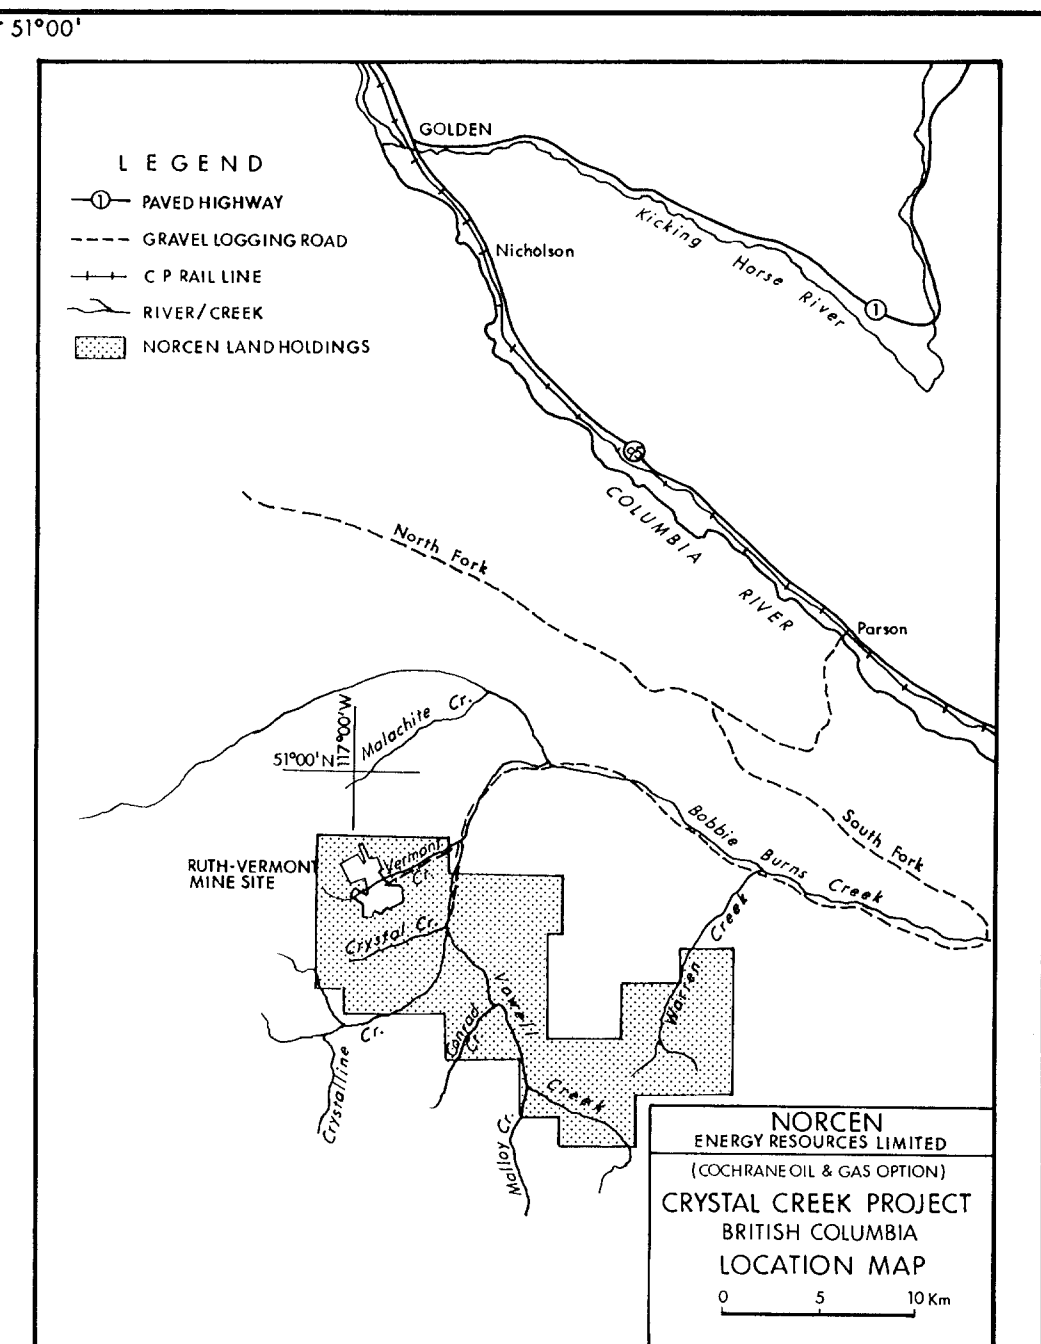 51°00'
LEGEND
1 PAVED HIGHWAY
GRAVEL LOGGING ROAD
C P RAIL LINE
RIVER/CREEK
NORCEN LAND HOLDINGS
GOLDEN
Nicholson
Kicking Horse River
1
95
COLUMBIA RIVER
Parson
North Fork
South Fork
Malachite Cr.
117°00'W
51°00'N
Bobbie Burns Creek
RUTH-VERMONT
MINE SITE
Vermont
Cr.
Crystal Cr.
Vowell Creek
Conrad
Cr.
Warren Creek
Crystalline Cr.
Malloy Cr.
NORCEN
ENERGY RESOURCES LIMITED
(COCHRANE OIL & GAS OPTION)
CRYSTAL CREEK PROJECT
BRITISH COLUMBIA
LOCATION MAP
0 5 10 Km